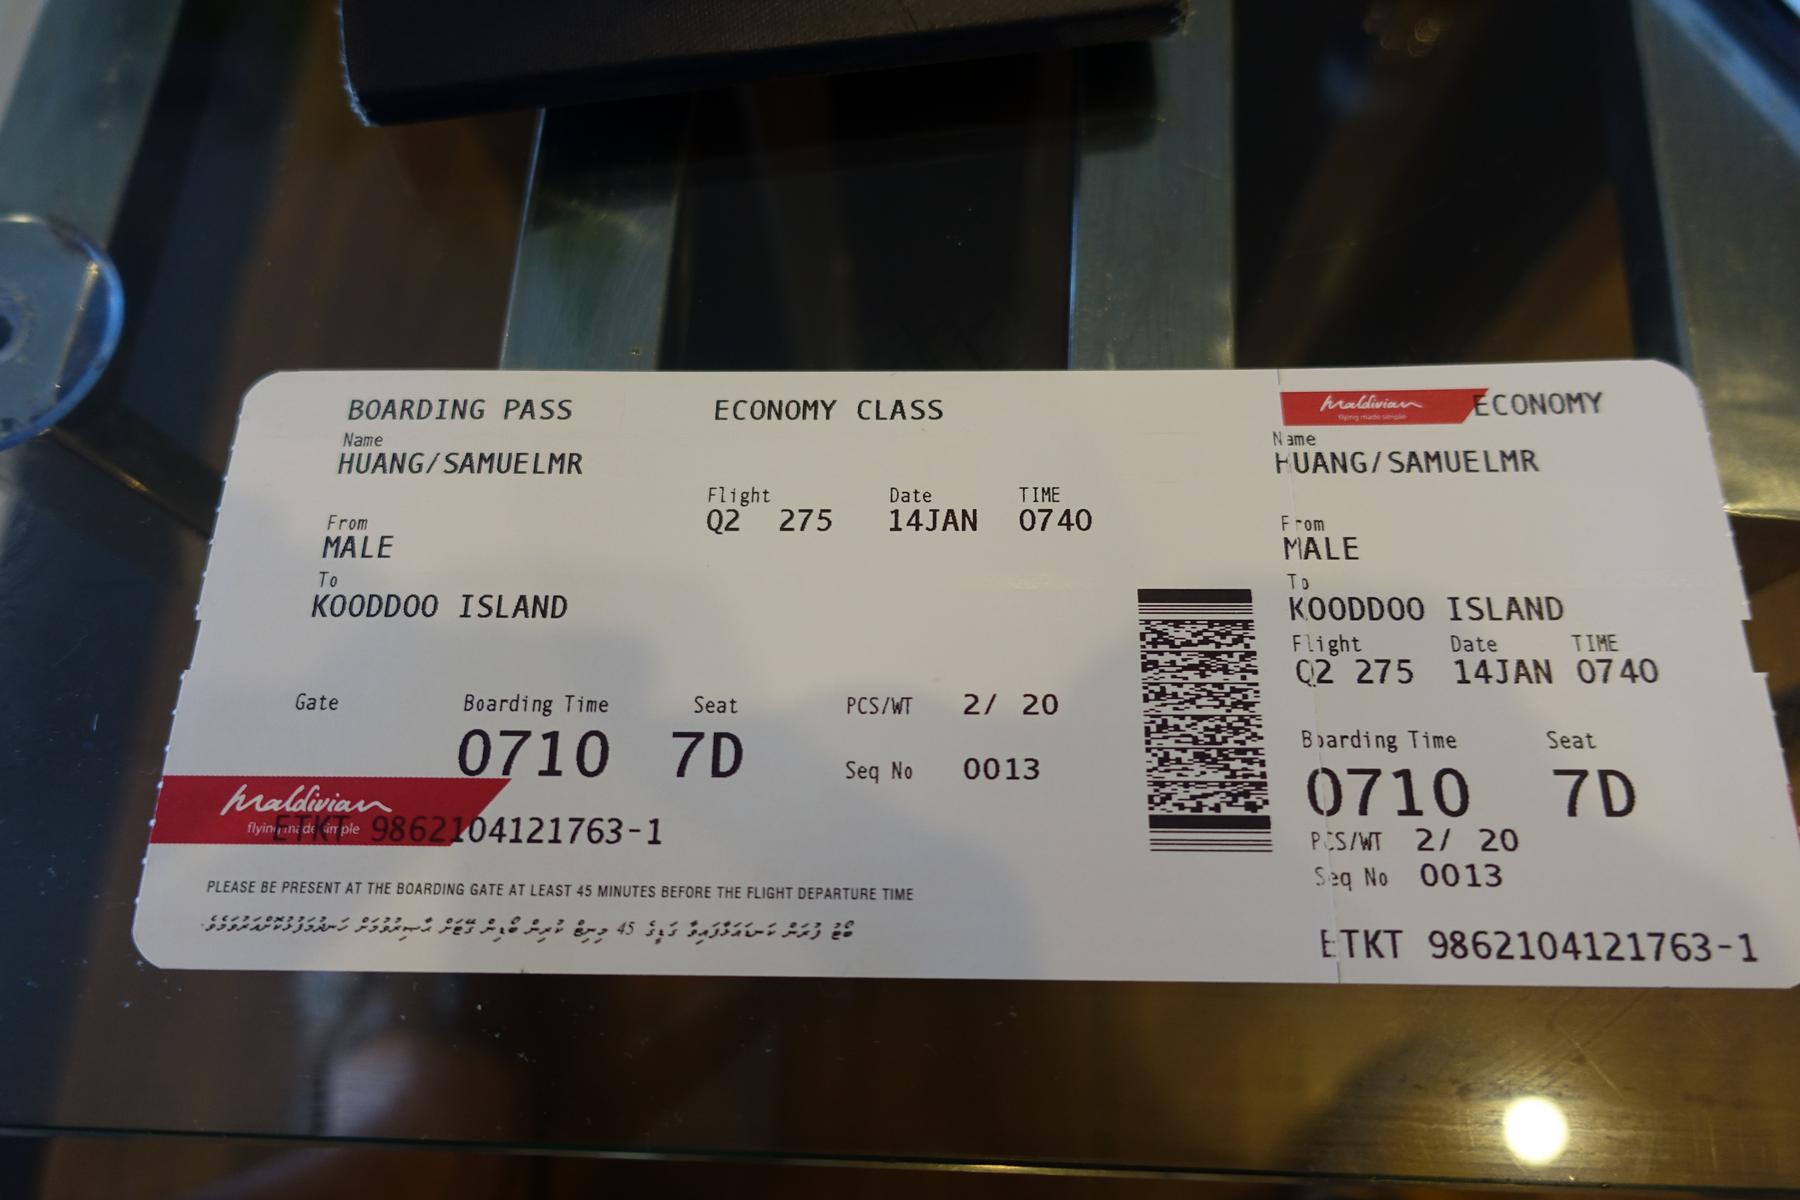 BOARDING PASS ECONOMY CLASS
Name
HUANG/SAMUELMR
Flight Date TIME
Q2 275 14JAN 0740
From
MALE
To
KOODDOO ISLAND
Gate Boarding Time Seat PCS/WT 2/ 20
0710 7D
Seq No 0013
maldivian
flying made simple
ETKT 9862104121763-1
PLEASE BE PRESENT AT THE BOARDING GATE AT LEAST 45 MINUTES BEFORE THE FLIGHT DEPARTURE TIME
45
maldivian ECONOMY
flying made simple
Name
HUANG/SAMUELMR
From
MALE
To
KOODDOO ISLAND
Flight Date TIME
Q2 275 14JAN 0740
Boarding Time Seat
0710 7D
PCS/WT 2/ 20
Seq No 0013
ETKT 9862104121763-1